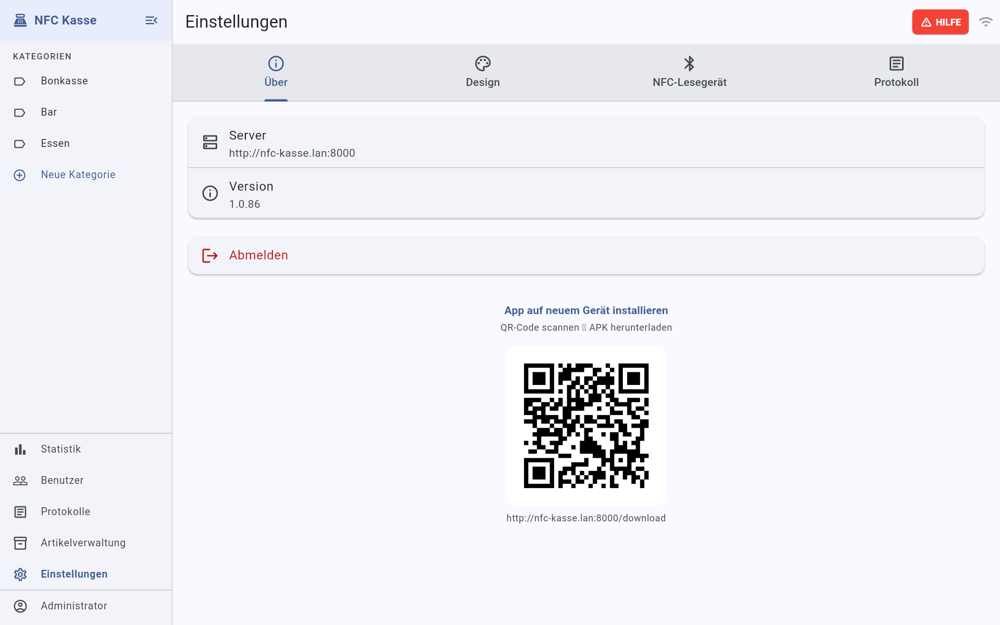 NFC Kasse
KATEGORIEN
Bonkasse
Bar
Essen
Neue Kategorie
Statistik
Benutzer
Protokolle
Artikelverwaltung
Einstellungen
Administrator
Einstellungen
HILFE
Über
Design
NFC-Lesegerät
Protokoll
Server
http://nfc-kasse.lan:8000
Version
1.0.86
Abmelden
App auf neuem Gerät installieren
QR-Code scannen APK herunterladen
http://nfc-kasse.lan:8000/download